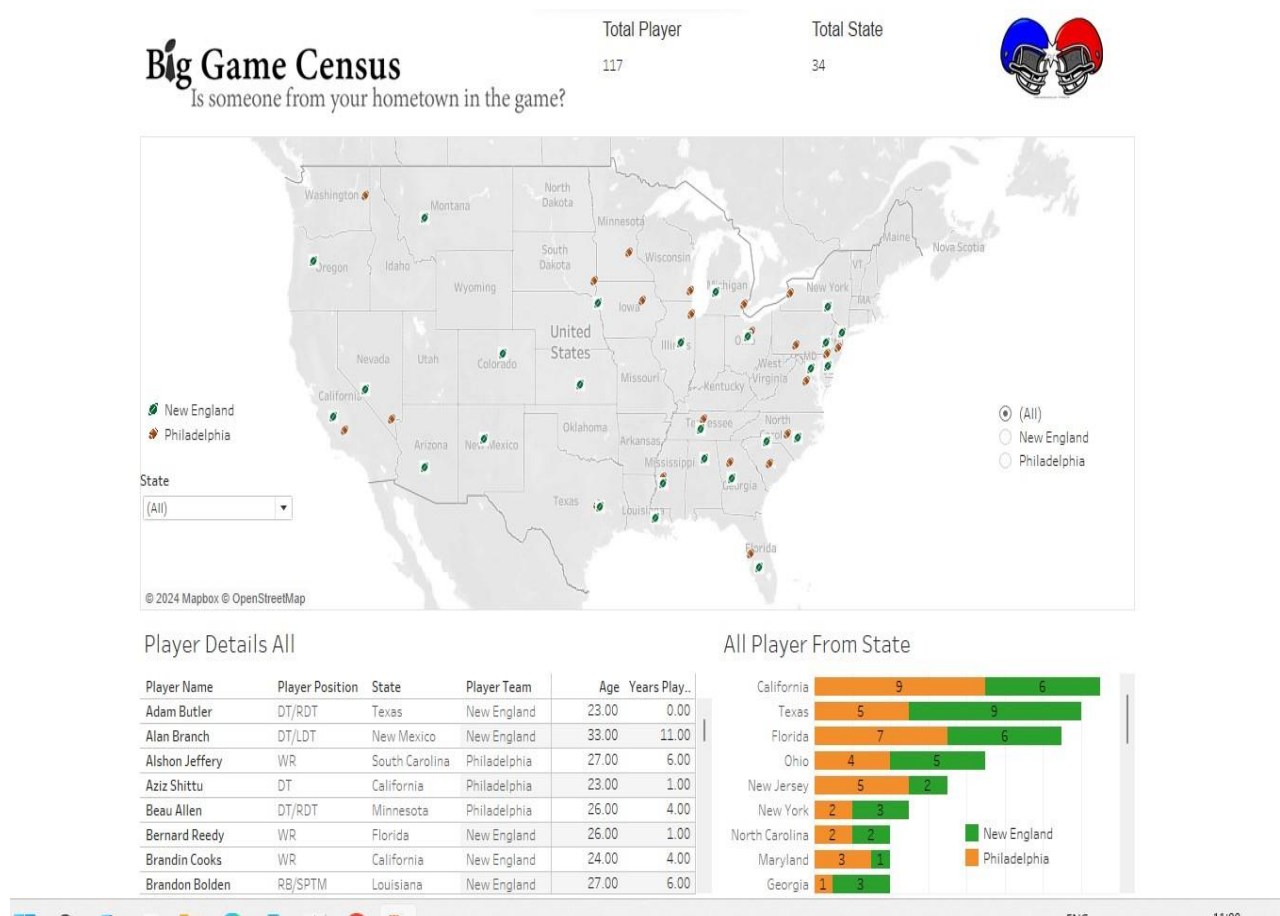 Total Player
Total State
117
34
Big Game Census
Is someone from your hometown in the game?
Washington
Montana
North
Dakota
Minnesota
Maine
Nova Scotia
Oregon
Idaho
South
Dakota
Wisconsin
VT
Michigan
New York
MA
Wyoming
Iowa
United
States
Nevada
Utah
Colorado
West
Virginia
MD
Missouri
Kentucky
California
New England
Philadelphia
Oklahoma
Arkansas
Tennessee
North
Arizona
New Mexico
Mississippi
Georgia
Texas
Louisiana
Florida
(All)
New England
Philadelphia
State
(All)
© 2024 Mapbox © OpenStreetMap
Player Details All
Player Name Player Position State Player Team Age Years Play..
Adam Butler DT/RDT Texas New England 23.00 0.00
Alan Branch DT/LDT New Mexico New England 33.00 11.00
Alshon Jeffery WR South Carolina Philadelphia 27.00 6.00
Aziz Shittu DT California Philadelphia 23.00 1.00
Beau Allen DT/RDT Minnesota Philadelphia 26.00 4.00
Bernard Reedy WR Florida New England 26.00 1.00
Brandin Cooks WR California New England 24.00 4.00
Brandon Bolden RB/SPTM Louisiana New England 27.00 6.00
All Player From State
California 9 6
Texas 5 9
Florida 7 6
Ohio 4 5
New Jersey 5 2
New York 2 3
North Carolina 2 2
Maryland 3 1
Georgia 1 3
New England
Philadelphia